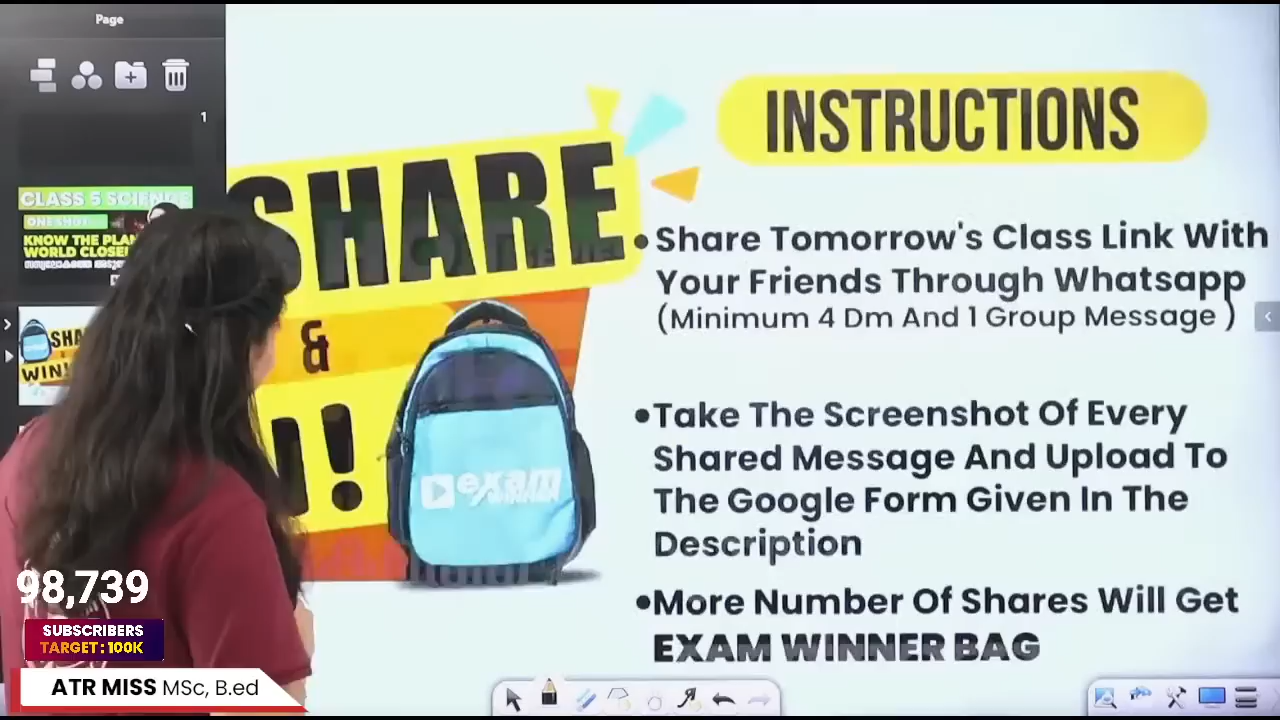 Page
1
CLASS 5 SCIENCE
ONE SHOT
KNOW THE PLAN
WORLD CLOSE
SHA
WIN
SHARE
&
!
exam
WINNER
INSTRUCTIONS
•Share Tomorrow's Class Link With
Your Friends Through Whatsapp
(Minimum 4 Dm And 1 Group Message )
•Take The Screenshot Of Every
Shared Message And Upload To
The Google Form Given In The
Description
•More Number Of Shares Will Get
EXAM WINNER BAG
98,739
SUBSCRIBERS
TARGET : 100K
ATR MISS MSc, B.ed